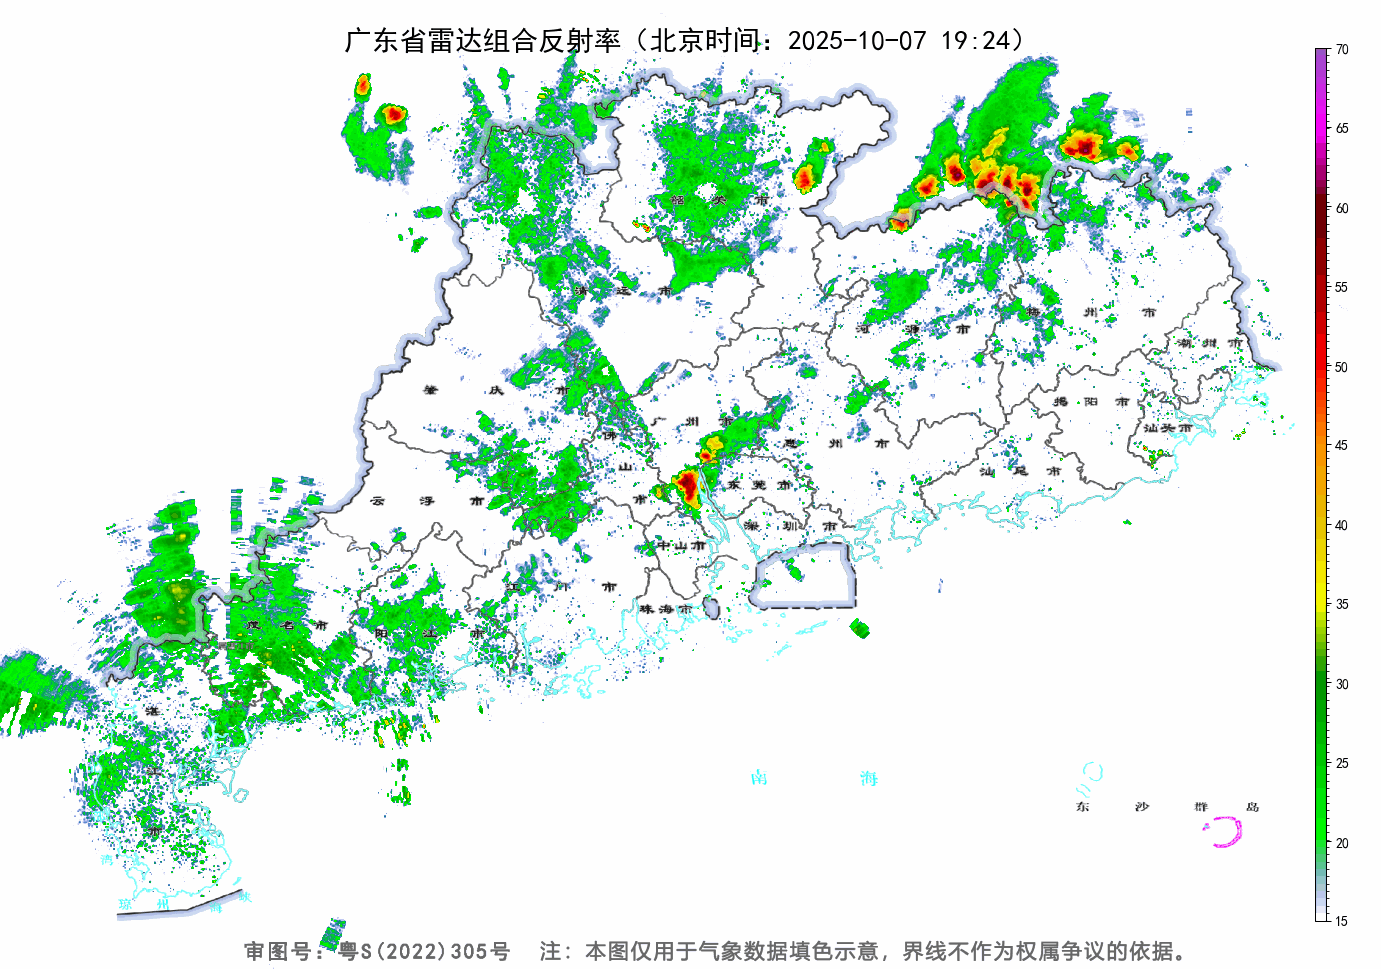 广东省雷达组合反射率（北京时间：2025-10-07 19:24）
70
65
60
55
50
45
40
35
30
25
20
15
韶关市
清远市
河源市
梅州市
潮州市
肇庆市
广州市
揭阳市
汕头市
佛山市
惠州市
云浮市
东莞市
汕尾市
深圳市
中山市
江门市
珠海市
茂名市
阳江市
湛江市
南海
东沙群岛
湾
琼州海峡
审图号：粤S(2022)305号 注：本图仅用于气象数据填色示意，界线不作为权属争议的依据。